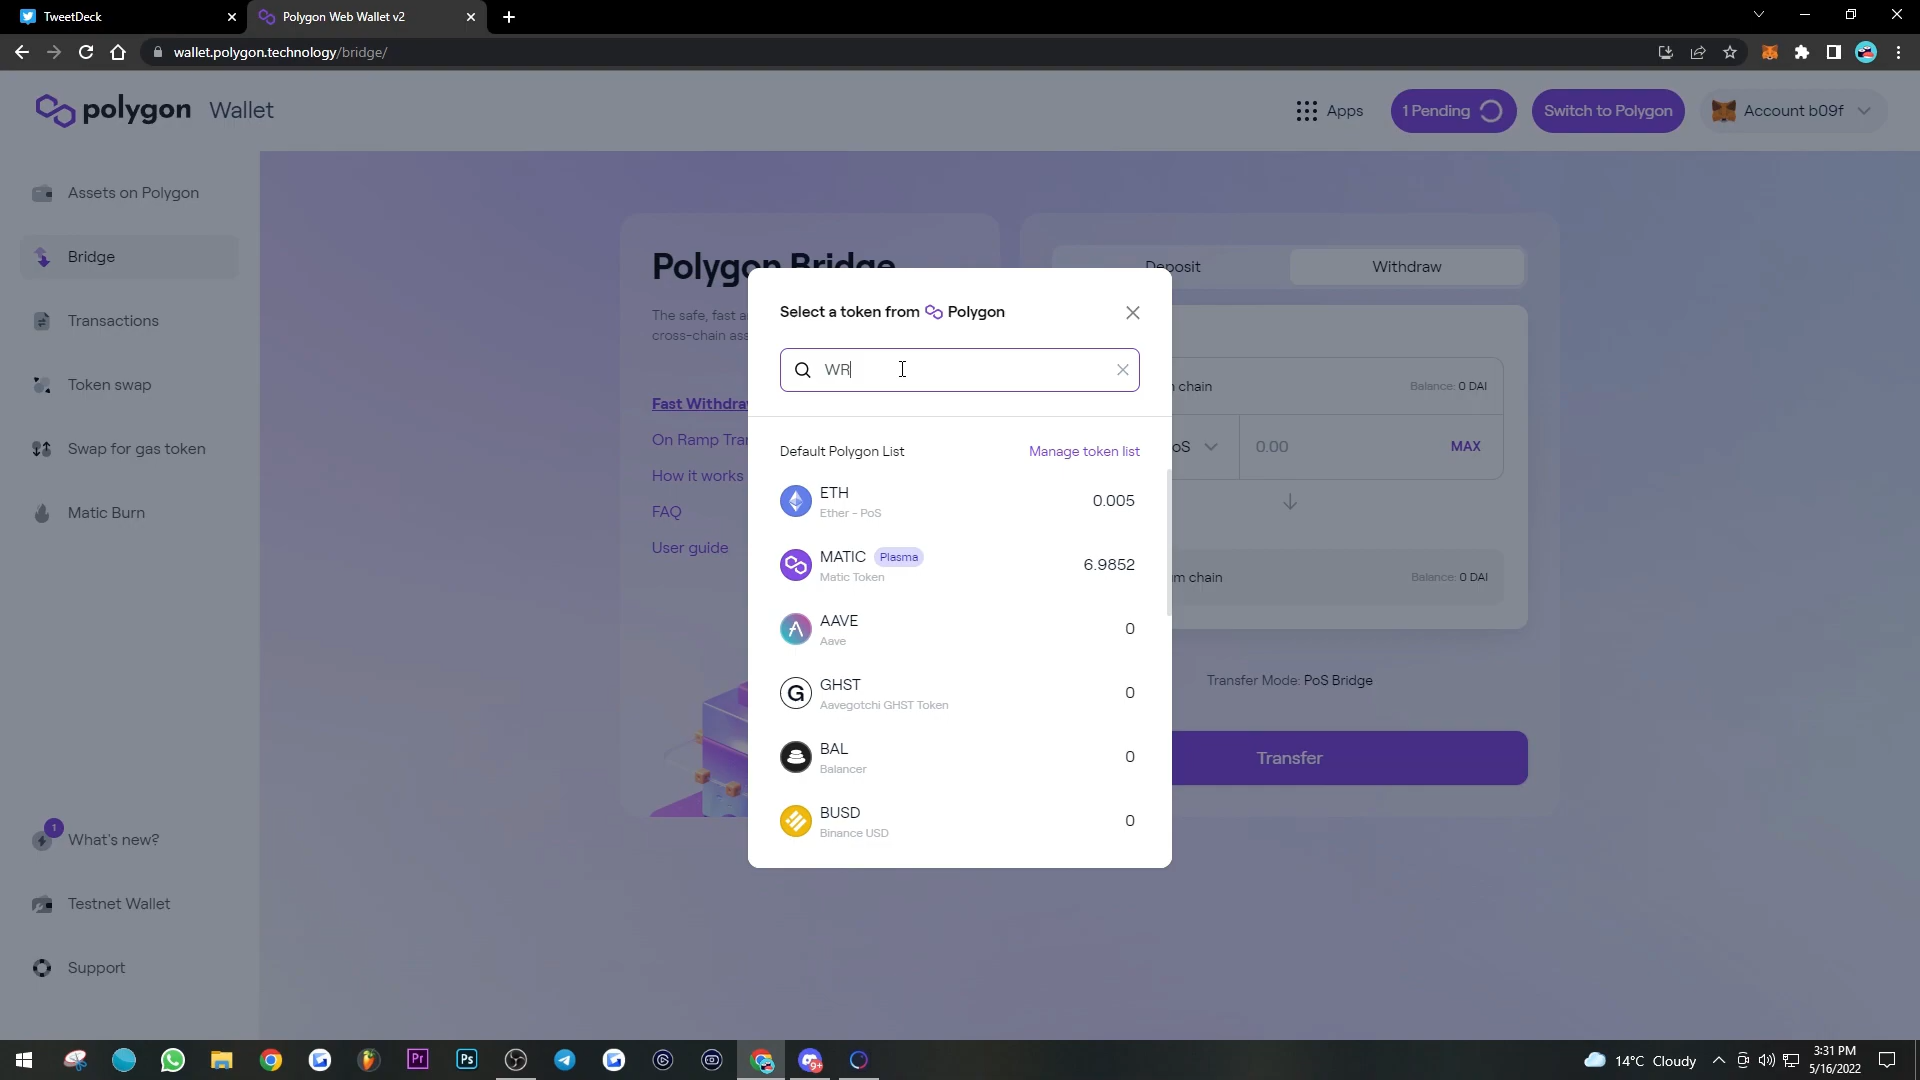 TweetDeck
Polygon Web Wallet v2
wallet.polygon.technology/bridge/
polygon Wallet
Apps
1 Pending
Switch to Polygon
Account b09f
Assets on Polygon
Bridge
Transactions
Token swap
Swap for gas token
Matic Burn
1
What's new?
Testnet Wallet
Support
Polygon Bridge
The safe, fast a
cross-chain ass
Fast Withdra
On Ramp Tra
How it works
FAQ
User guide
Select a token from Polygon
WR
Default Polygon List
Manage token list
ETH
Ether - PoS
0.005
MATIC Plasma
Matic Token
6.9852
AAVE
Aave
0
G
GHST
Aavegotchi GHST Token
0
BAL
Balancer
0
BUSD
Binance USD
0
Deposit
Withdraw
chain
Balance: 0 DAI
oS
0.00
MAX
m chain
Balance: 0 DAI
Transfer Mode: PoS Bridge
Transfer
Pr
Ps
9+
14°C Cloudy
3:31 PM
5/16/2022